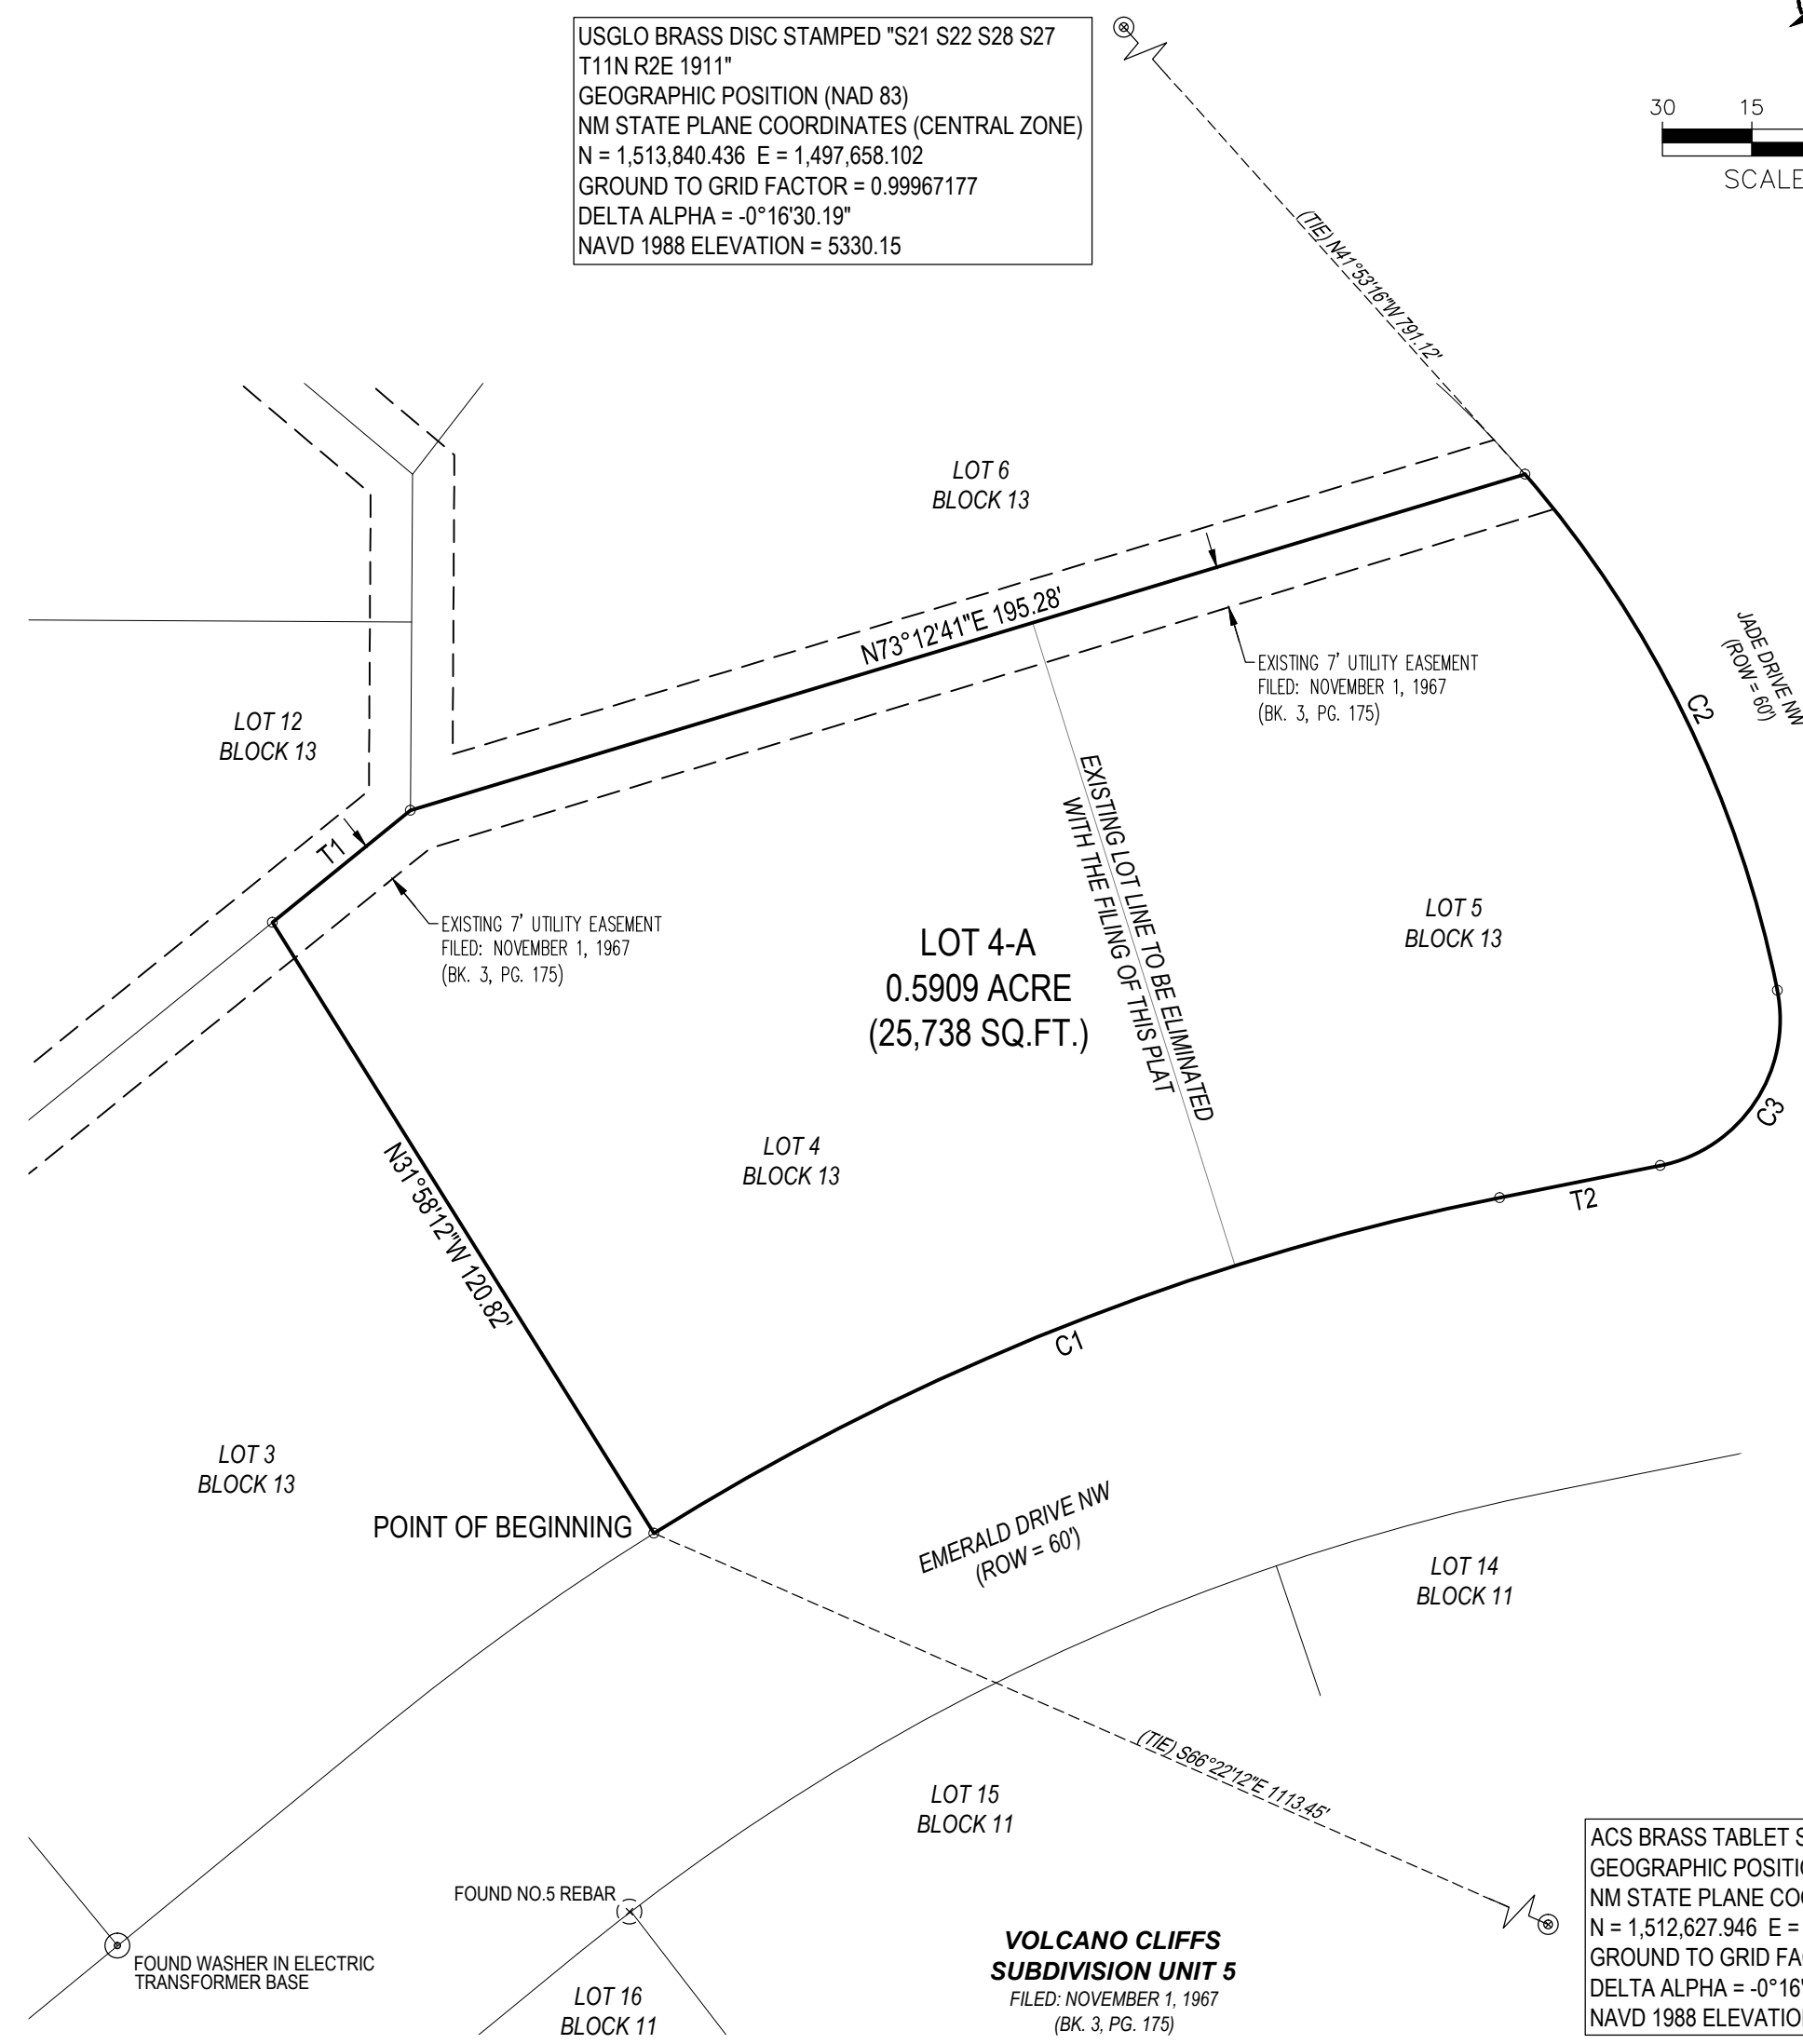 USGLO BRASS DISC STAMPED "S21 S22 S28 S27
T11N R2E 1911"
GEOGRAPHIC POSITION (NAD 83)
NM STATE PLANE COORDINATES (CENTRAL ZONE)
N = 1,513,840.436 E = 1,497,658.102
GROUND TO GRID FACTOR = 0.99967177
DELTA ALPHA = -0°16'30.19"
NAVD 1988 ELEVATION = 5330.15
30 15
SCALE
(TIE) N41°53'16"W 791.12'
LOT 6
BLOCK 13
N73°12'41"E 195.28'
EXISTING 7' UTILITY EASEMENT
FILED: NOVEMBER 1, 1967
(BK. 3, PG. 175)
JADE DRIVE NW
(ROW = 60')
C2
LOT 12
BLOCK 13
T1
EXISTING LOT LINE TO BE ELIMINATED
WITH THE FILING OF THIS PLAT
EXISTING 7' UTILITY EASEMENT
FILED: NOVEMBER 1, 1967
(BK. 3, PG. 175)
LOT 4-A
0.5909 ACRE
(25,738 SQ.FT.)
LOT 5
BLOCK 13
C3
LOT 4
BLOCK 13
N31°58'12"W 120.82'
T2
C1
LOT 3
BLOCK 13
POINT OF BEGINNING
EMERALD DRIVE NW
(ROW = 60')
LOT 14
BLOCK 11
(TIE) S66°22'12"E 1113.45'
LOT 15
BLOCK 11
FOUND NO.5 REBAR
FOUND WASHER IN ELECTRIC
TRANSFORMER BASE
LOT 16
BLOCK 11
VOLCANO CLIFFS
SUBDIVISION UNIT 5
FILED: NOVEMBER 1, 1967
(BK. 3, PG. 175)
ACS BRASS TABLET
GEOGRAPHIC
NM STATE PLANE
N = 1,512,627.946 E =
GROUND TO GRID
DELTA ALPHA = -0°16'
NAVD 1988